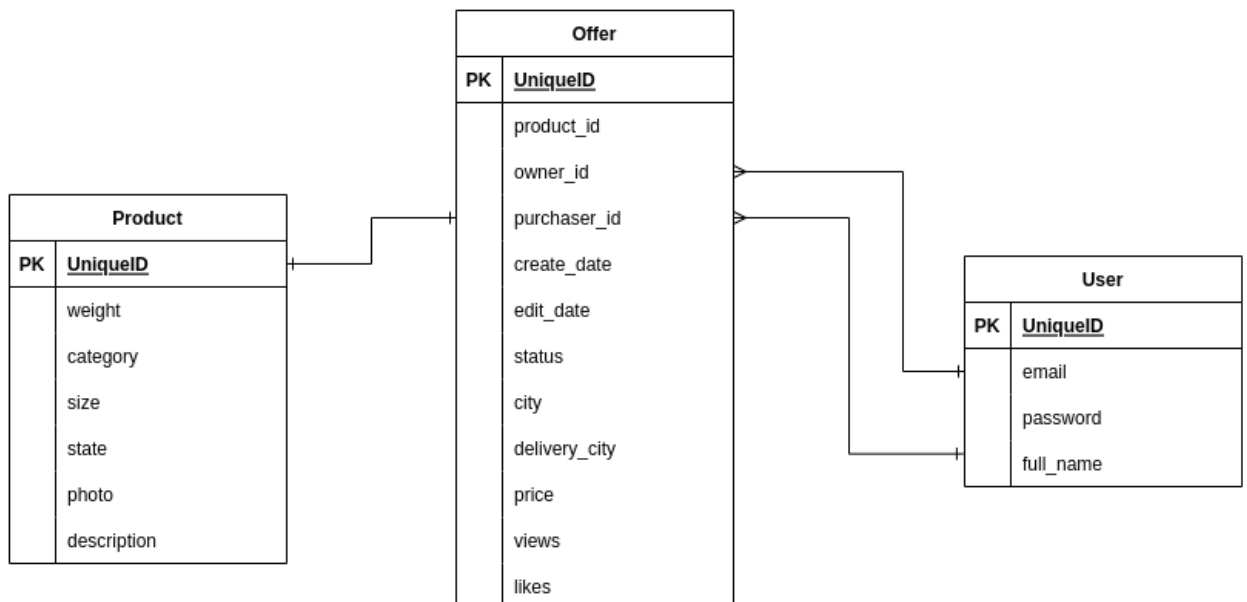 Offer
PK UniqueID
product_id
owner_id
purchaser_id
create_date
edit_date
status
city
delivery_city
price
views
likes
Product
PK UniqueID
weight
category
size
state
photo
description
User
PK UniqueID
email
password
full_name